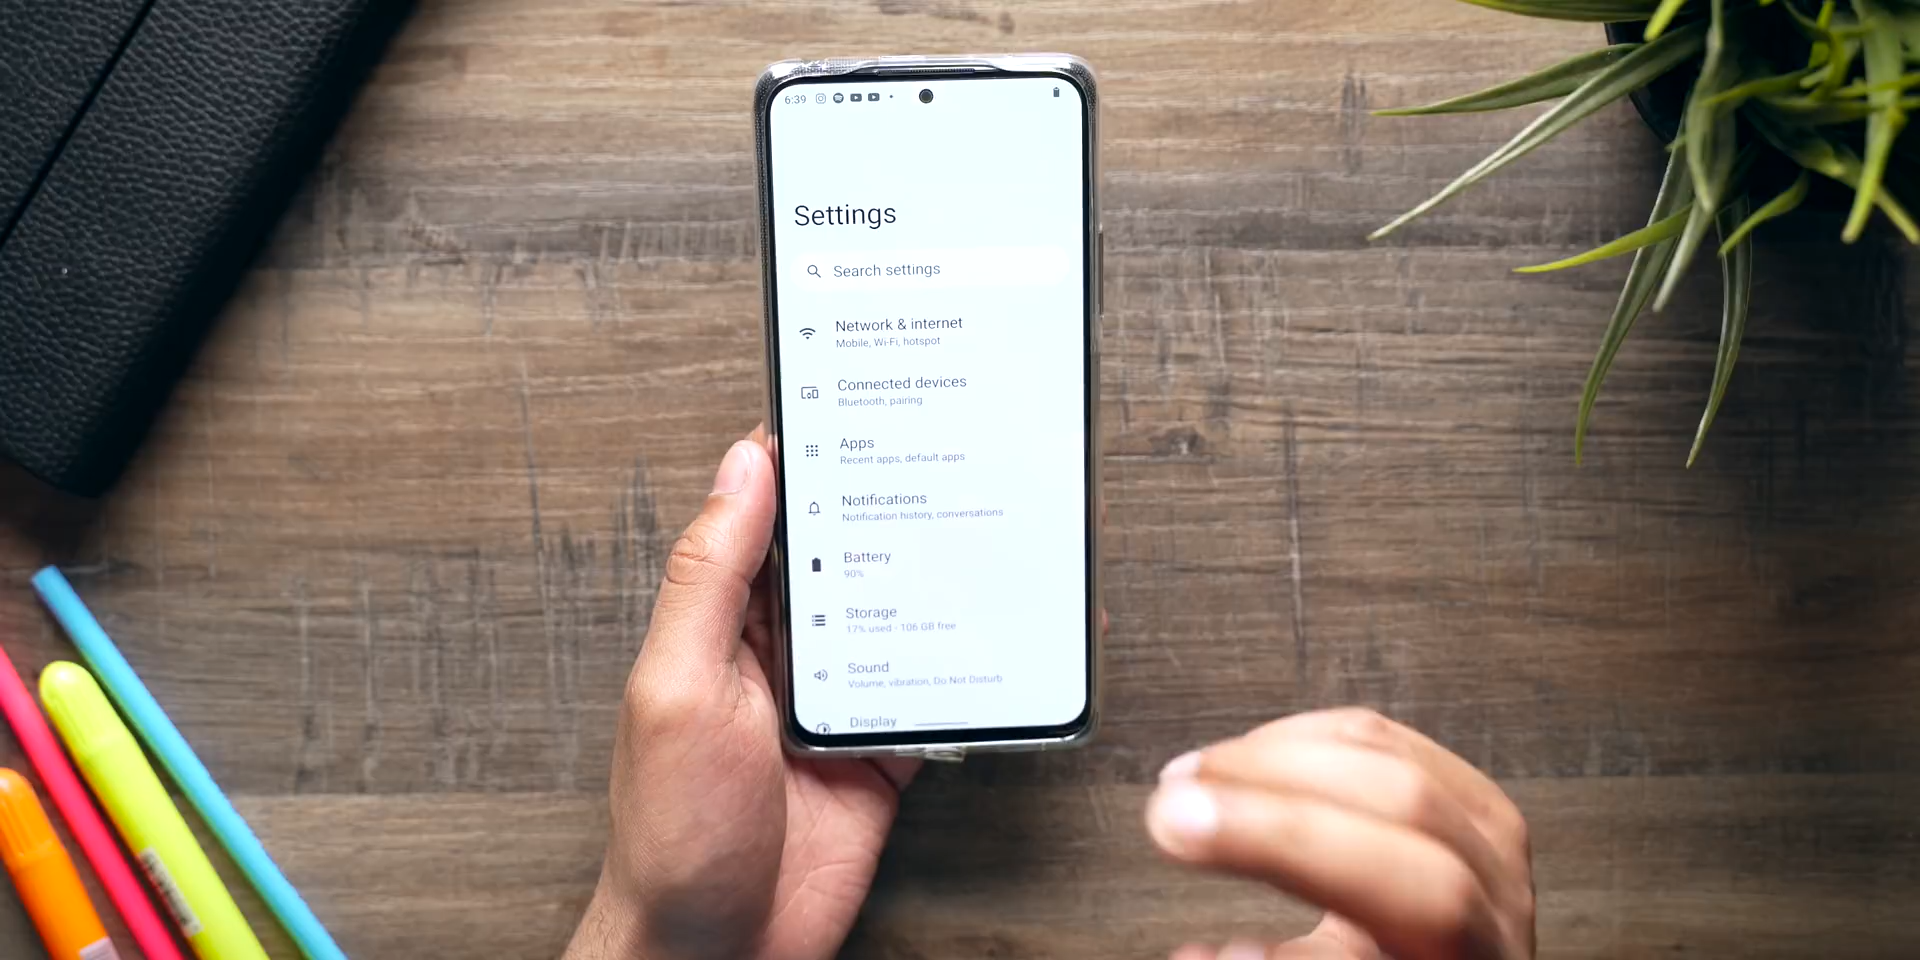 6:39
Settings
Search settings
Network & internet
Mobile, Wi-Fi, hotspot
Connected devices
Bluetooth, pairing
Apps
Recent apps, default apps
Notifications
Notification history, conversations
Battery
90%
Storage
17% used - 106 GB free
Sound
Volume, vibration, Do Not Disturb
Display